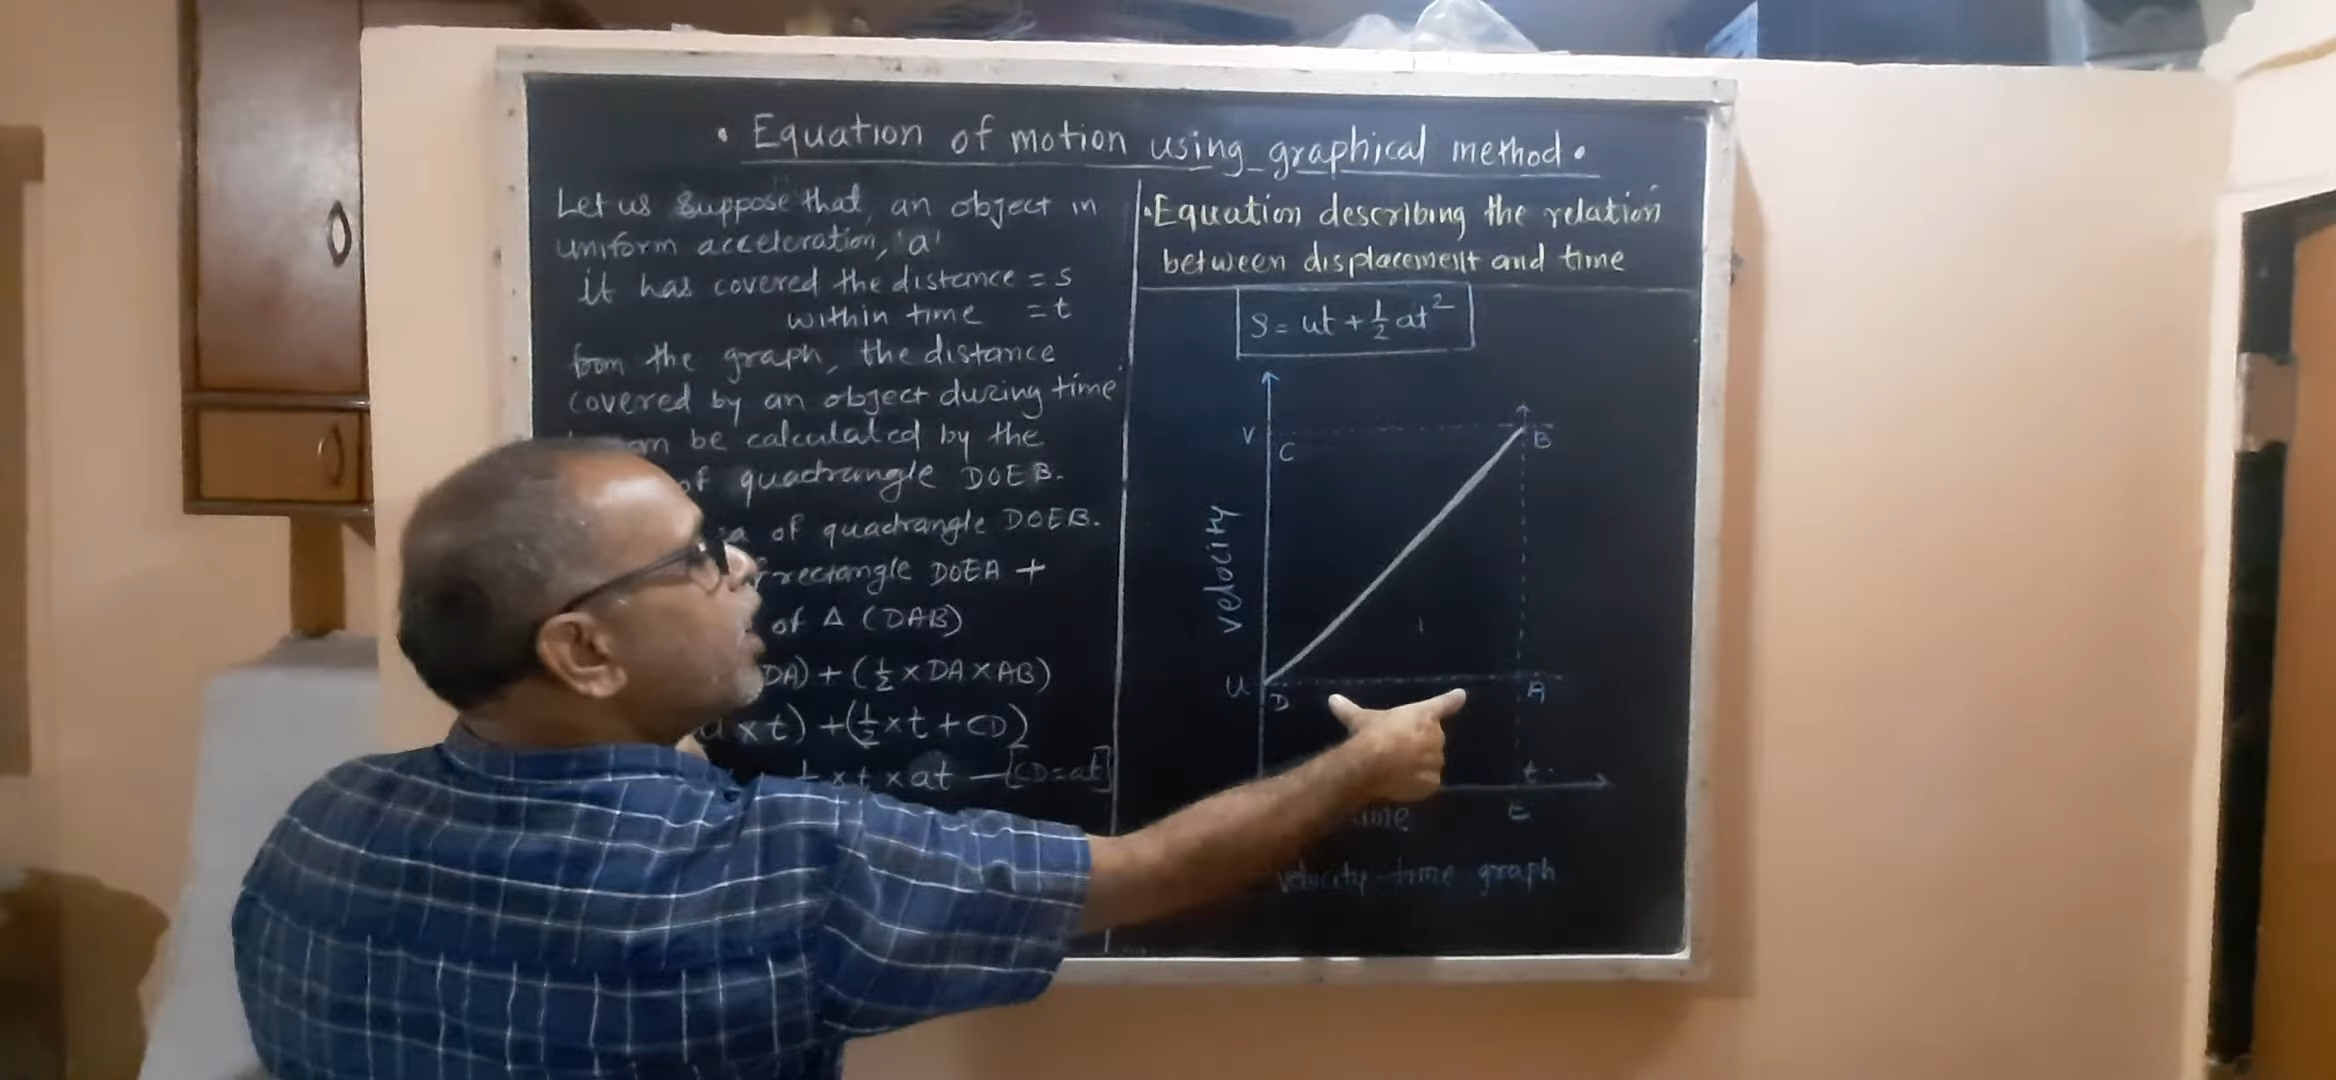 • Equation of motion using graphical method •
Let us suppose that, an object in
uniform acceleration, 'a'
it has covered the distance = s
within time = t
from the graph, the distance
covered by an object during time
be calculated by the
of quadrangle DOEB.
of quadrangle DOEB.
rectangle DOEA +
of Δ (DAB)
DA) + (½ × DA × AB)
× t) + (½ × t + CD)
× t × at — [CD = at]
• Equation describing the relation
between displacement and time
S = ut + ½ at²
V
C
B
velocity
u
D
A
t
E
velocity-time graph